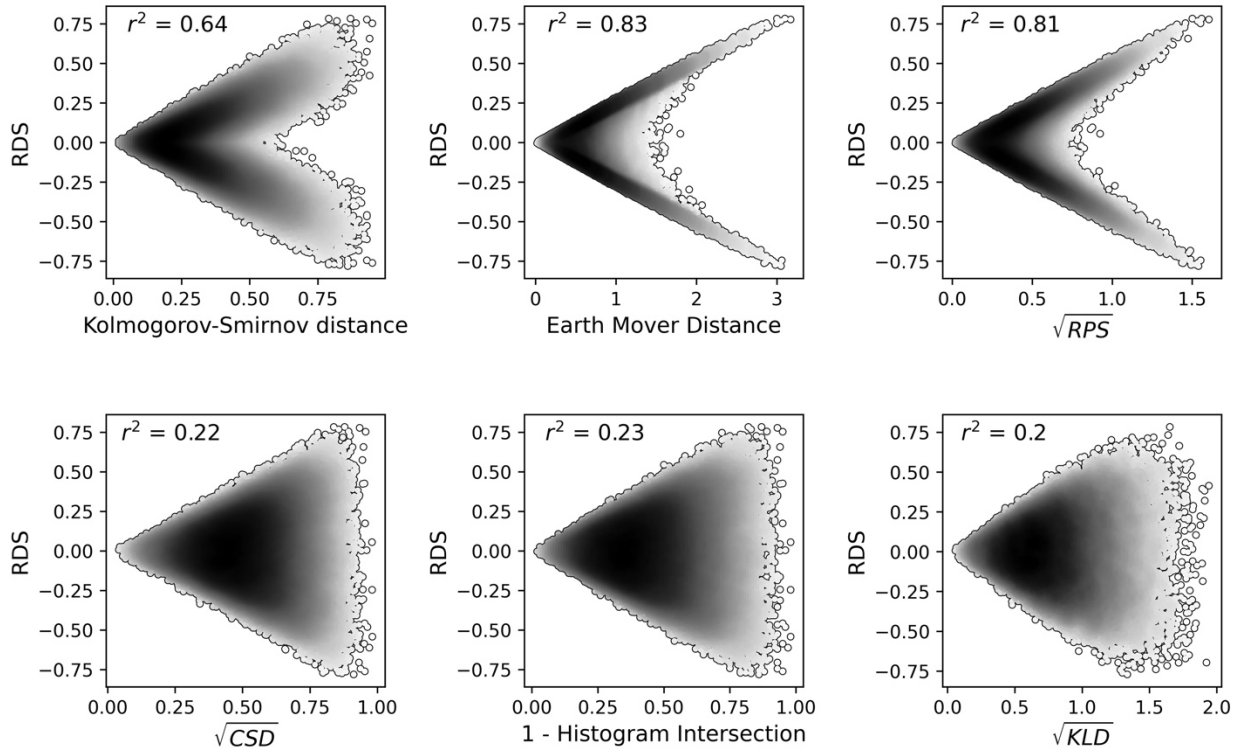 r² = 0.64
RDS
0.75
0.50
0.25
0.00
−0.25
−0.50
−0.75
0.00 0.25 0.50 0.75
Kolmogorov-Smirnov distance
r² = 0.83
RDS
0.75
0.50
0.25
0.00
−0.25
−0.50
−0.75
0 1 2 3
Earth Mover Distance
r² = 0.81
RDS
0.75
0.50
0.25
0.00
−0.25
−0.50
−0.75
0.0 0.5 1.0 1.5
√RPS
r² = 0.22
RDS
0.75
0.50
0.25
0.00
−0.25
−0.50
−0.75
0.00 0.25 0.50 0.75 1.00
√CSD
r² = 0.23
RDS
0.75
0.50
0.25
0.00
−0.25
−0.50
−0.75
0.00 0.25 0.50 0.75 1.00
1 - Histogram Intersection
r² = 0.2
RDS
0.75
0.50
0.25
0.00
−0.25
−0.50
−0.75
0.0 0.5 1.0 1.5 2.0
√KLD